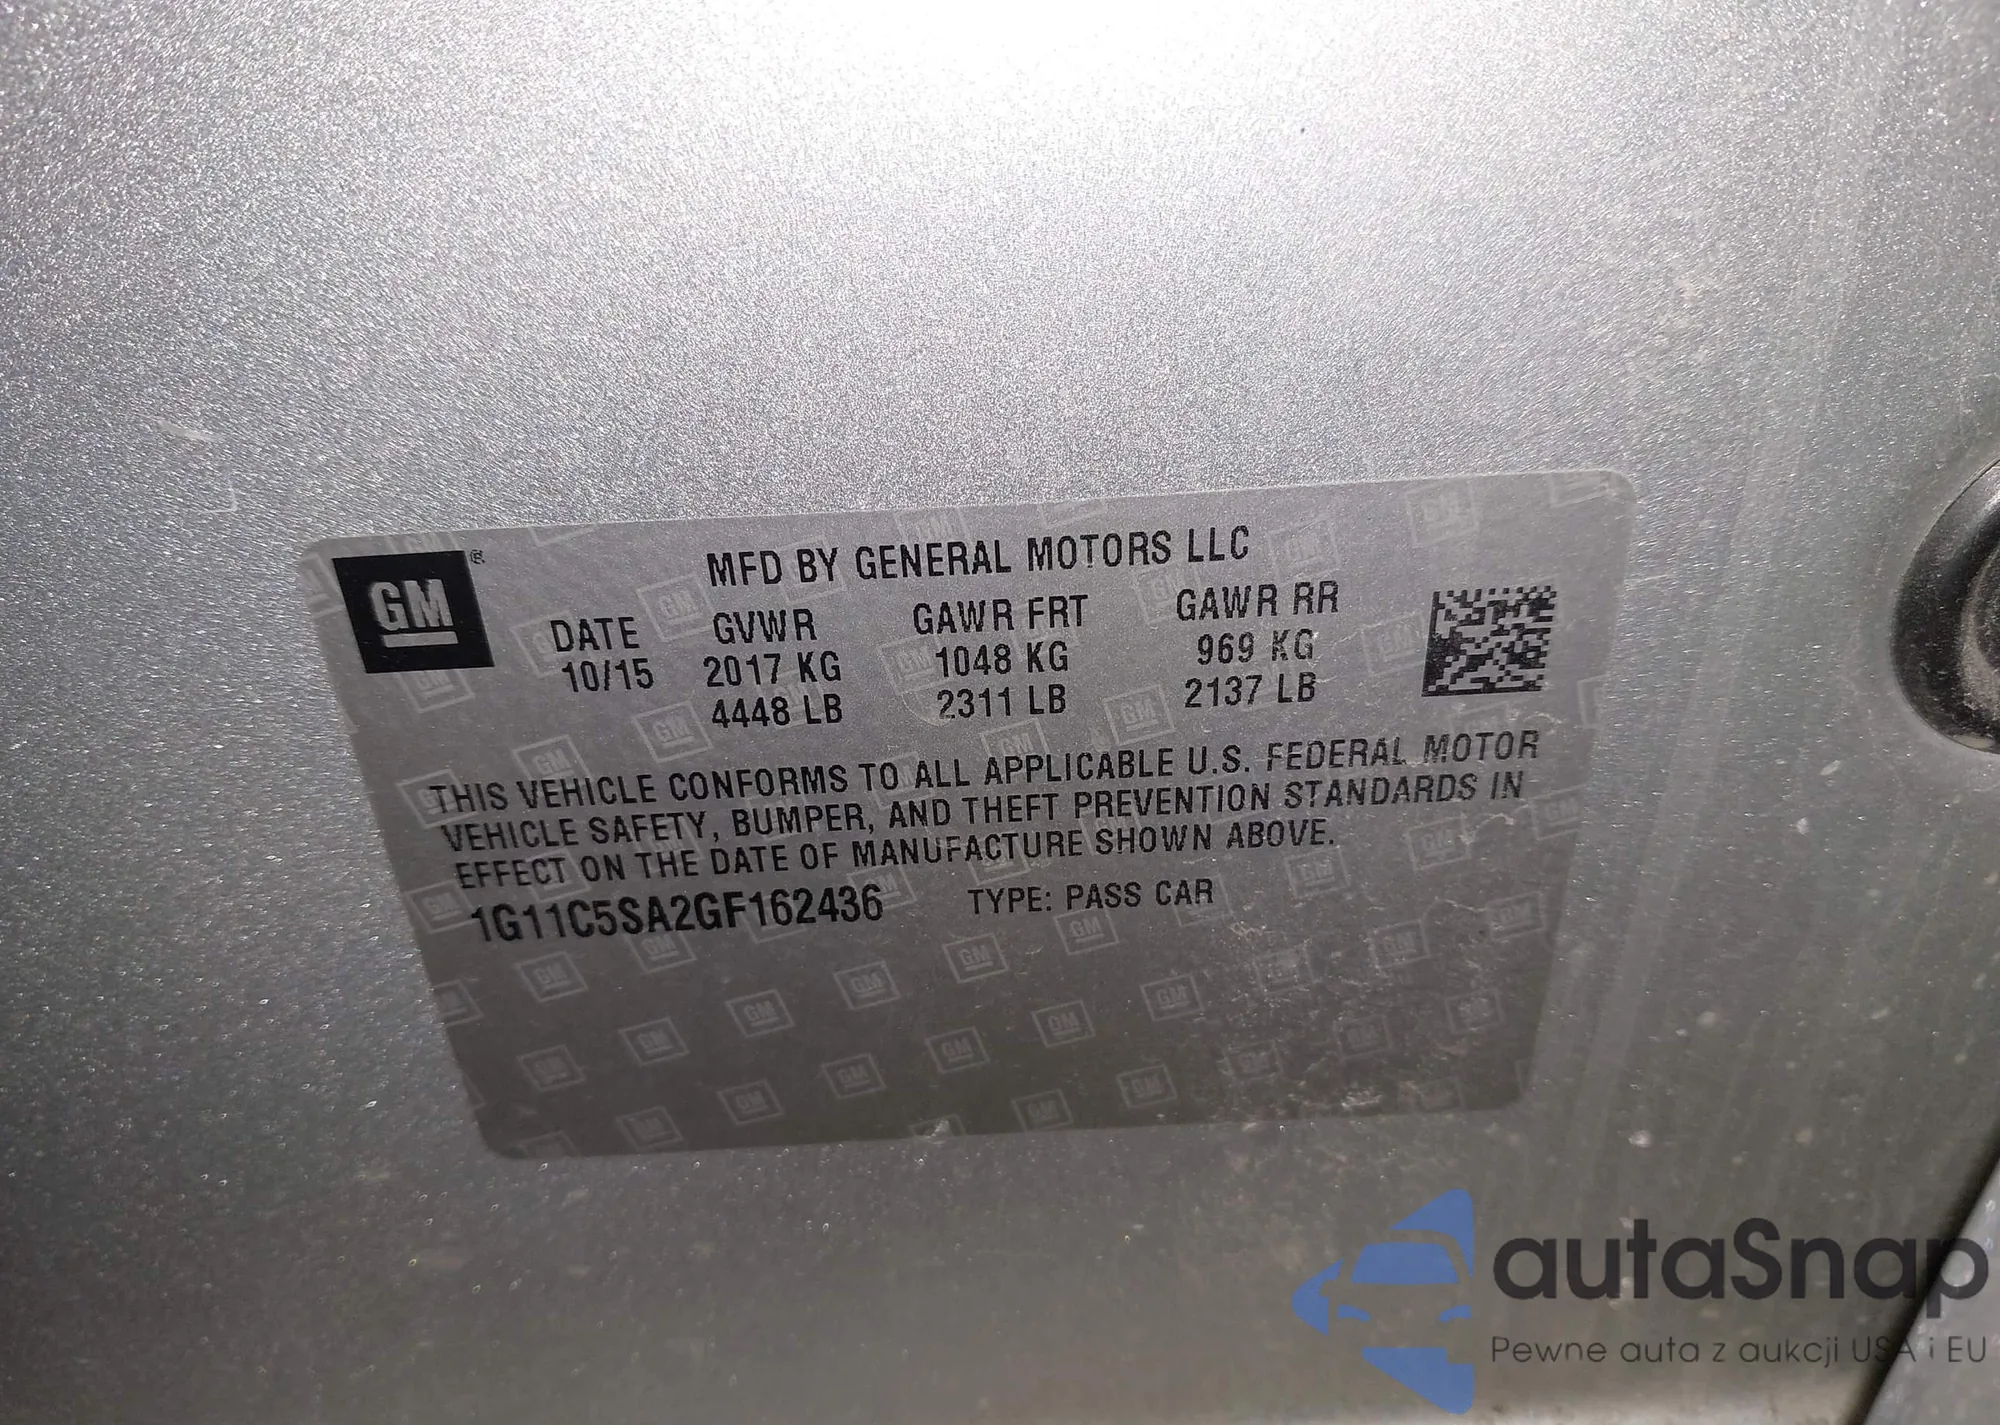 GM®
MFD BY GENERAL MOTORS LLC
DATE GVWR GAWR FRT GAWR RR
10/15 2017 KG 1048 KG 969 KG
4448 LB 2311 LB 2137 LB
THIS VEHICLE CONFORMS TO ALL APPLICABLE U.S. FEDERAL MOTOR
VEHICLE SAFETY, BUMPER, AND THEFT PREVENTION STANDARDS IN
EFFECT ON THE DATE OF MANUFACTURE SHOWN ABOVE.
1G11C5SA2GF162436 TYPE: PASS CAR
autaSnap
Pewne auta z aukcji USA i EU